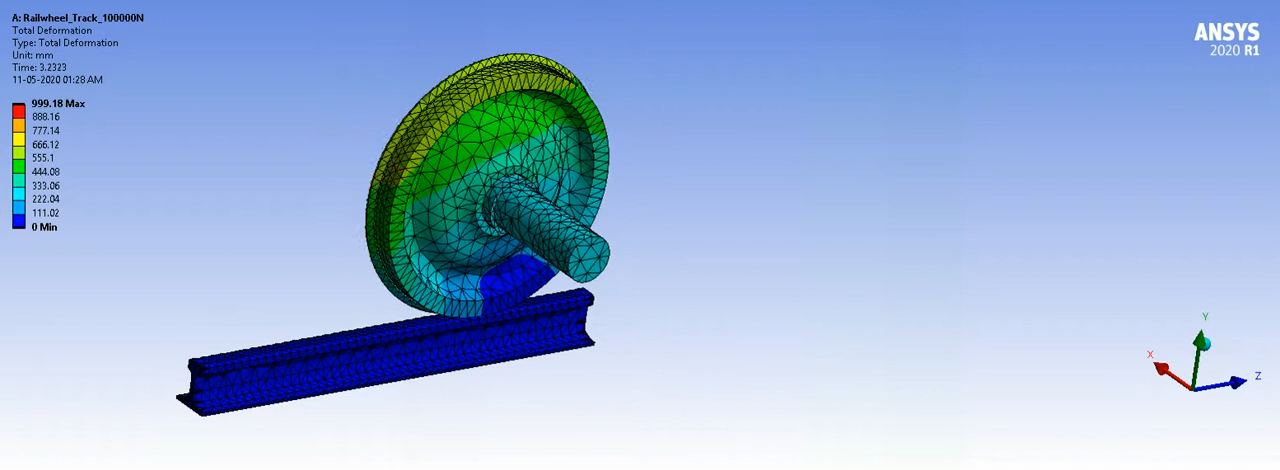 A: Railwheel_Track_100000N
Total Deformation
Type: Total Deformation
Unit: mm
Time: 3.2323
11-05-2020 01:28 AM
999.18 Max
888.16
777.14
666.12
555.1
444.08
333.06
222.04
111.02
0 Min
ANSYS
2020 R1
Y
X
Z